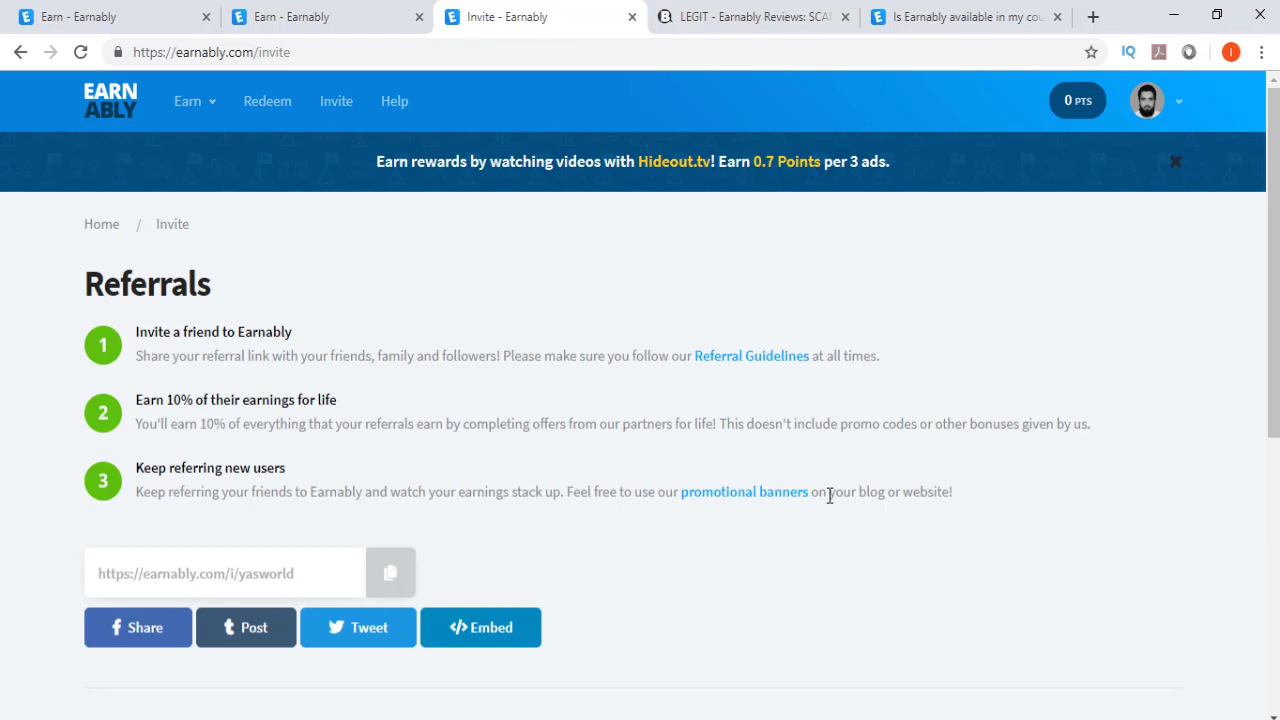 Earn - Earnably
Earn - Earnably
Invite - Earnably
LEGIT - Earnably Reviews: SCA
Is Earnably available in my cou
https://earnably.com/invite
IQ
I
EARN
ABLY
Earn
Redeem
Invite
Help
0 PTS
Earn rewards by watching videos with Hideout.tv! Earn 0.7 Points per 3 ads.
Home / Invite
Referrals
1
Invite a friend to Earnably
Share your referral link with your friends, family and followers! Please make sure you follow our Referral Guidelines at all times.
2
Earn 10% of their earnings for life
You'll earn 10% of everything that your referrals earn by completing offers from our partners for life! This doesn't include promo codes or other bonuses given by us.
3
Keep referring new users
Keep referring your friends to Earnably and watch your earnings stack up. Feel free to use our promotional banners on your blog or website!
https://earnably.com/i/yasworld
Share
Post
Tweet
Embed